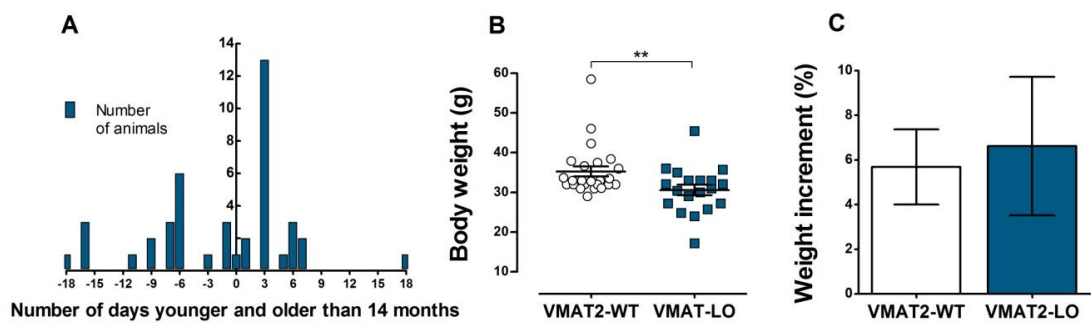 A
14
12
10
8
6
4
2
-18 -15 -12 -9 -6 -3 0 3 6 9 12 15 18
Number
of animals
Number of days younger and older than 14 months
B
**
60
50
40
30
20
10
Body weight (g)
VMAT2-WT VMAT-LO
C
10
8
6
4
2
0
Weight increment (%)
VMAT2-WT VMAT2-LO